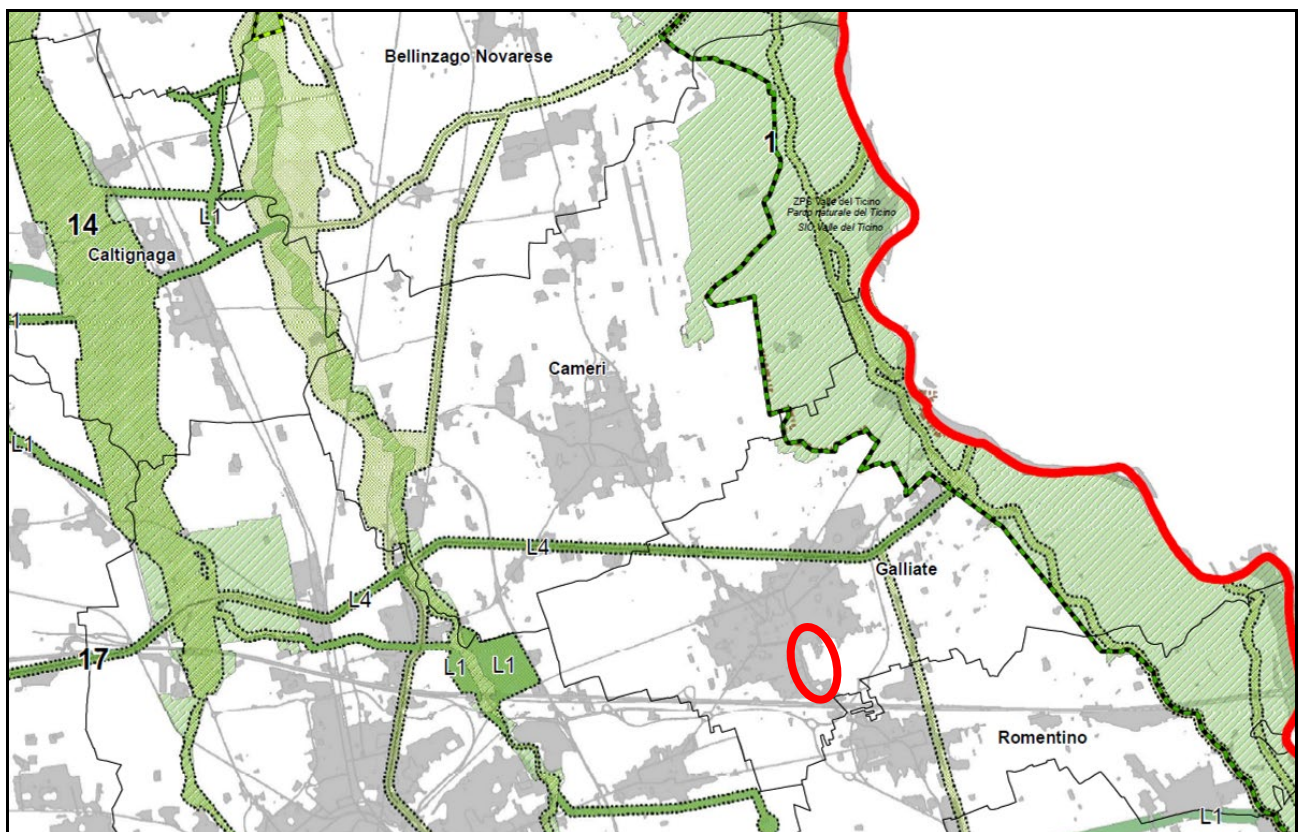 Bellinzago Novarese
1
ZPS Valle del Ticino
Parco naturale del Ticino
SIC Valle del Ticino
14
L1
Caltignaga
1
Cameri
L1
L4
Galliate
L4
17
L1
L1
Romentino
L1